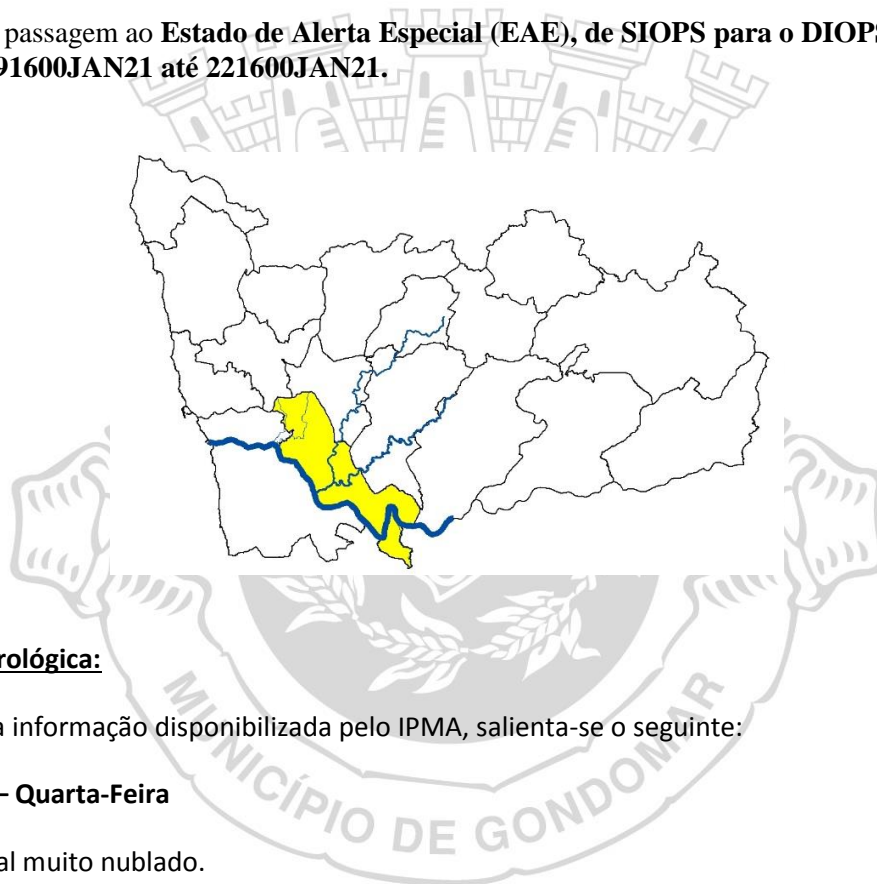 passagem ao Estado de Alerta Especial (EAE), de SIOPS para o DIOPS
91600JAN21 até 221600JAN21.
rológica:
a informação disponibilizada pelo IPMA, salienta-se o seguinte:
– Quarta-Feira
al muito nublado.
MUNICÍPIO DE GONDOMAR